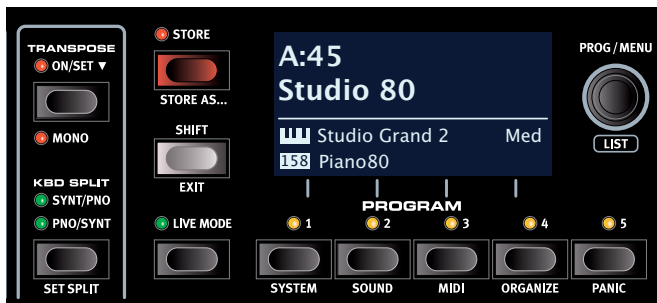 TRANSPOSE
ON/SET ▼
MONO
KBD SPLIT
SYNT/PNO
PNO/SYNT
SET SPLIT
STORE
STORE AS...
SHIFT
EXIT
LIVE MODE
A:45
Studio 80
Studio Grand 2 Med
158 Piano80
PROG/MENU
LIST
PROGRAM
1 2 3 4 5
SYSTEM SOUND MIDI ORGANIZE PANIC